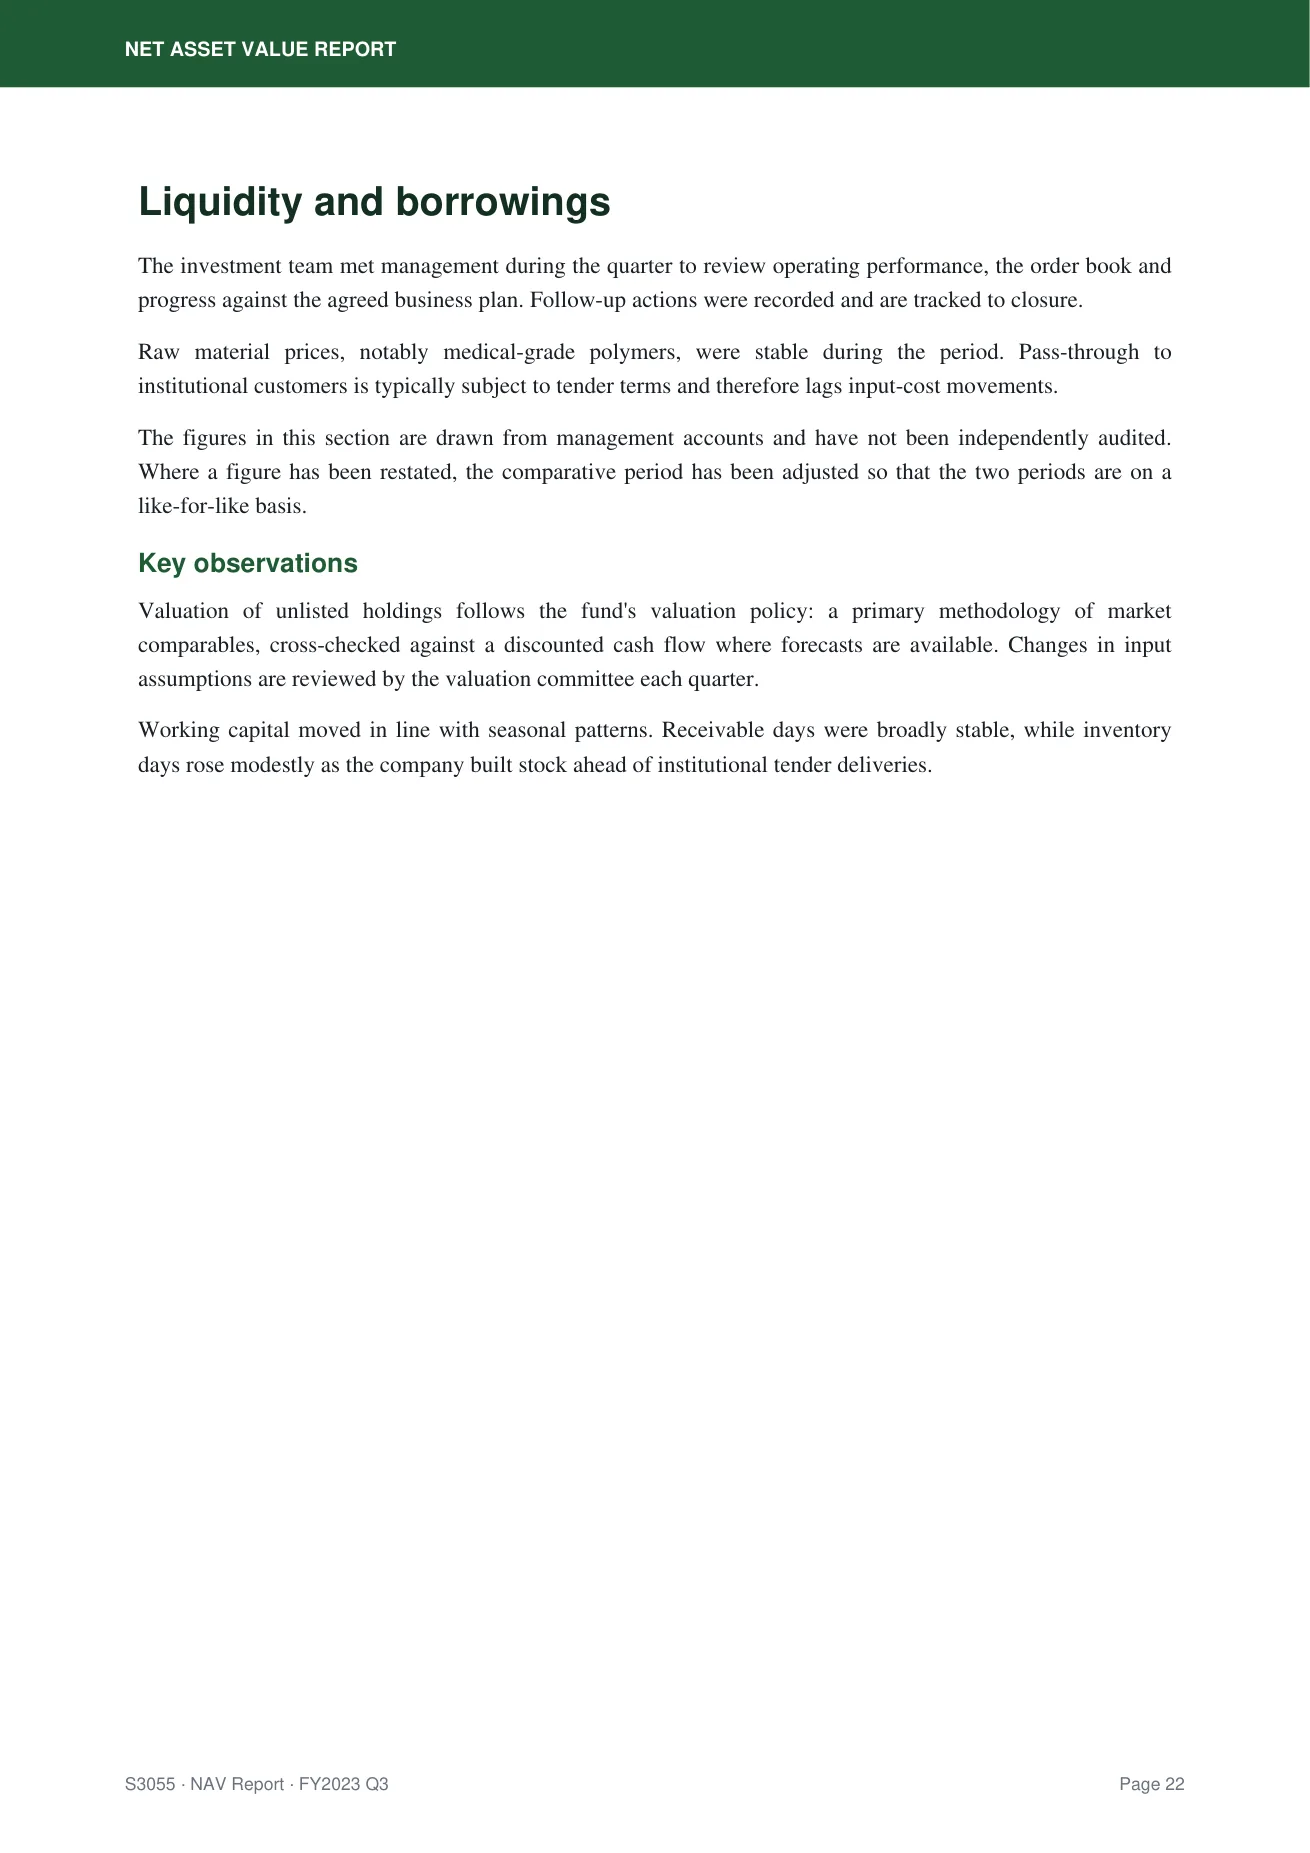 NET ASSET VALUE REPORT
Liquidity and borrowings
The investment team met management during the quarter to review operating performance, the order book and
progress against the agreed business plan. Follow-up actions were recorded and are tracked to closure.
Raw material prices, notably medical-grade polymers, were stable during the period. Pass-through to
institutional customers is typically subject to tender terms and therefore lags input-cost movements.
The figures in this section are drawn from management accounts and have not been independently audited.
Where a figure has been restated, the comparative period has been adjusted so that the two periods are on a
like-for-like basis.
Key observations
Valuation of unlisted holdings follows the fund's valuation policy: a primary methodology of market
comparables, cross-checked against a discounted cash flow where forecasts are available. Changes in input
assumptions are reviewed by the valuation committee each quarter.
Working capital moved in line with seasonal patterns. Receivable days were broadly stable, while inventory
days rose modestly as the company built stock ahead of institutional tender deliveries.
S3055 · NAV Report · FY2023 Q3
Page 22